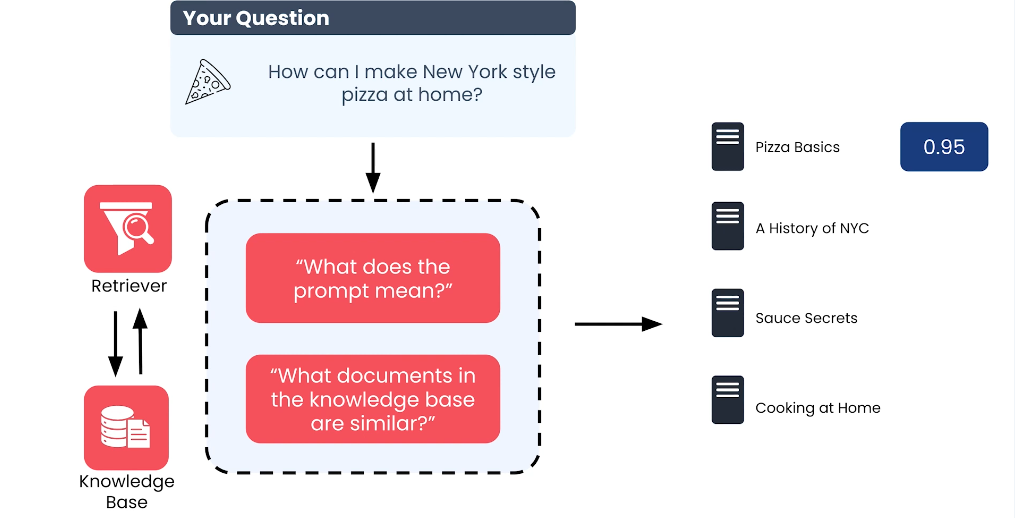 Your Question
How can I make New York style
pizza at home?
Retriever
Knowledge
Base
“What does the
prompt mean?”
“What documents in
the knowledge base
are similar?”
Pizza Basics
0.95
A History of NYC
Sauce Secrets
Cooking at Home